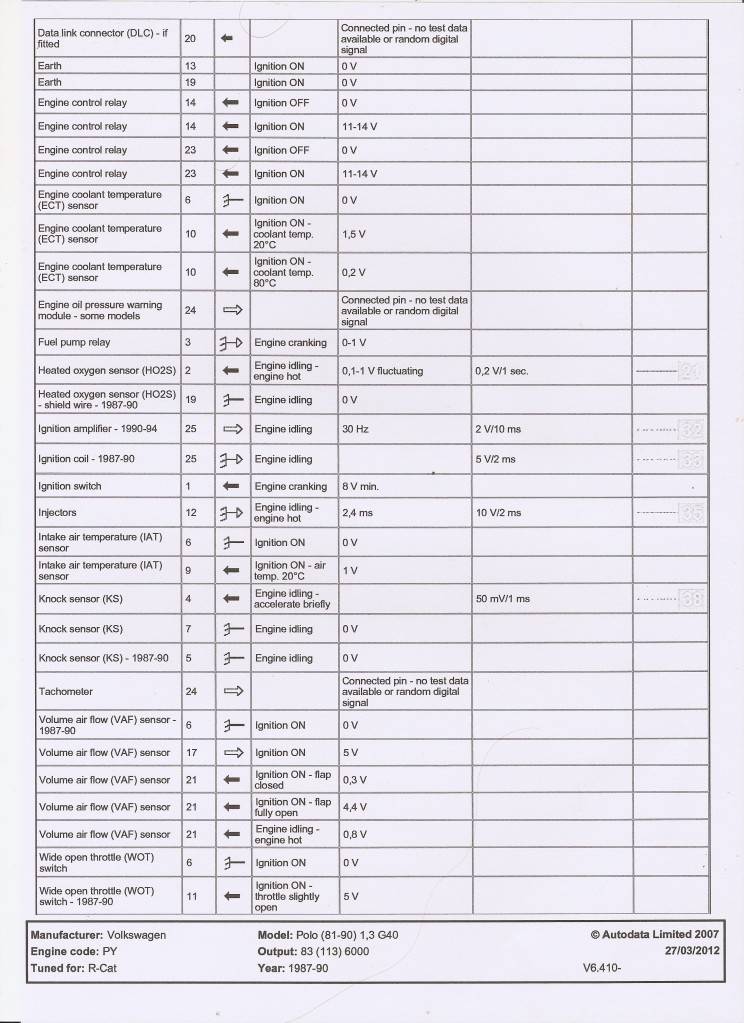 Data link connector (DLC) - if fitted 20 Connected pin - no test data available or random digital signal
Earth 13 Ignition ON 0 V
Earth 19 Ignition ON 0 V
Engine control relay 14 Ignition OFF 0 V
Engine control relay 14 Ignition ON 11-14 V
Engine control relay 23 Ignition OFF 0 V
Engine control relay 23 Ignition ON 11-14 V
Engine coolant temperature (ECT) sensor 6 Ignition ON 0 V
Engine coolant temperature (ECT) sensor 10 Ignition ON - coolant temp. 20°C 1,5 V
Engine coolant temperature (ECT) sensor 10 Ignition ON - coolant temp. 80°C 0,2 V
Engine oil pressure warning module - some models 24 Connected pin - no test data available or random digital signal
Fuel pump relay 3 Engine cranking 0-1 V
Heated oxygen sensor (HO2S) 2 Engine idling - engine hot 0,1-1 V fluctuating 0,2 V/1 sec. 21
Heated oxygen sensor (HO2S) - shield wire - 1987-90 19 Engine idling 0 V
Ignition amplifier - 1990-94 25 Engine idling 30 Hz 2 V/10 ms 32
Ignition coil - 1987-90 25 Engine idling 5 V/2 ms 33
Ignition switch 1 Engine cranking 8 V min.
Injectors 12 Engine idling - engine hot 2,4 ms 10 V/2 ms 35
Intake air temperature (IAT) sensor 6 Ignition ON 0 V
Intake air temperature (IAT) sensor 9 Ignition ON - air temp. 20°C 1 V
Knock sensor (KS) 4 Engine idling - accelerate briefly 50 mV/1 ms 38
Knock sensor (KS) 7 Engine idling 0 V
Knock sensor (KS) - 1987-90 5 Engine idling 0 V
Tachometer 24 Connected pin - no test data available or random digital signal
Volume air flow (VAF) sensor - 1987-90 6 Ignition ON 0 V
Volume air flow (VAF) sensor 17 Ignition ON 5 V
Volume air flow (VAF) sensor 21 Ignition ON - flap closed 0,3 V
Volume air flow (VAF) sensor 21 Ignition ON - flap fully open 4,4 V
Volume air flow (VAF) sensor 21 Engine idling - engine hot 0,8 V
Wide open throttle (WOT) switch 6 Ignition ON 0 V
Wide open throttle (WOT) switch - 1987-90 11 Ignition ON - throttle slightly open 5 V
Manufacturer: Volkswagen Model: Polo (81-90) 1,3 G40 © Autodata Limited 2007
Engine code: PY Output: 83 (113) 6000 27/03/2012
Tuned for: R-Cat Year: 1987-90 V6.410-